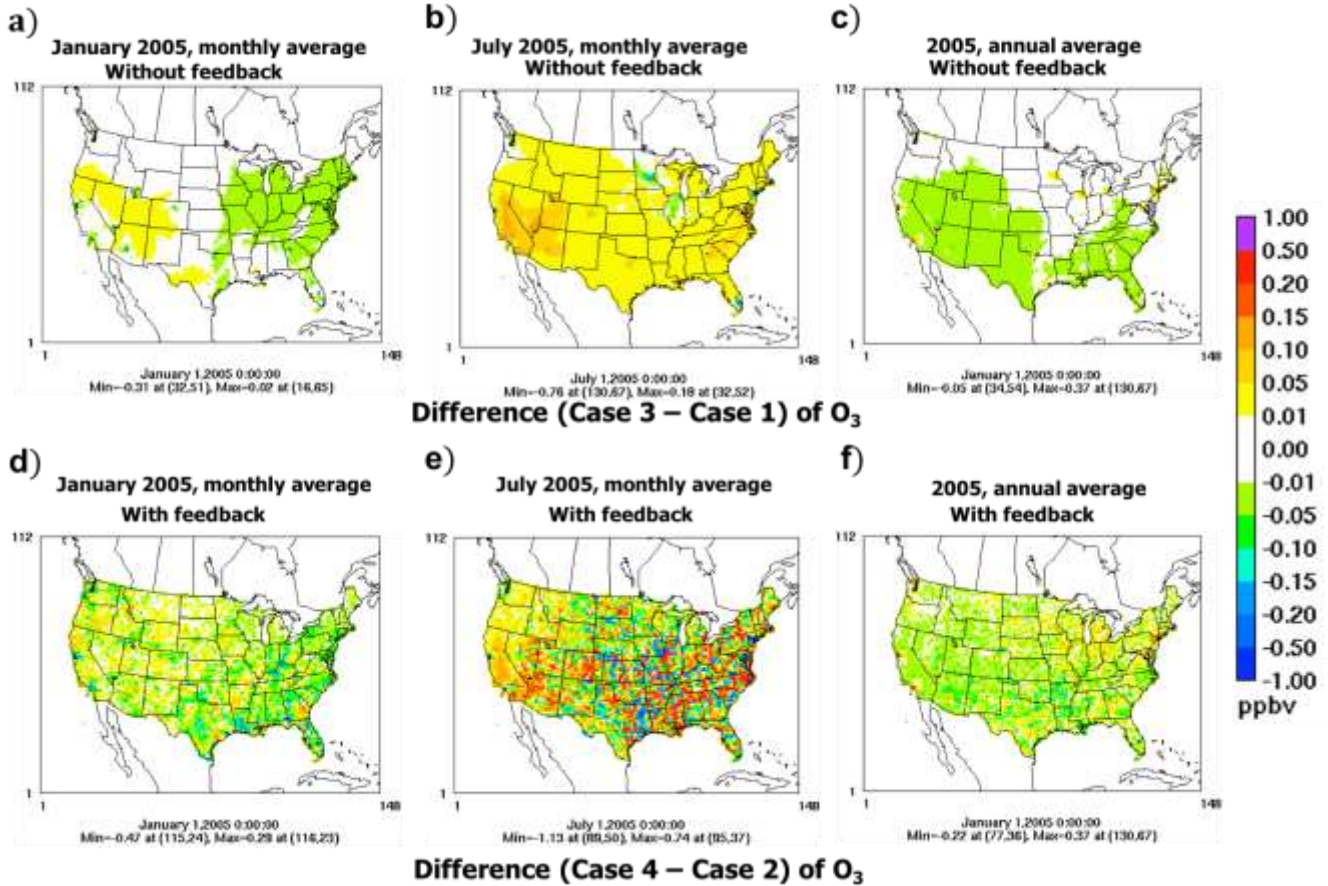 a)
January 2005, monthly average
Without feedback
112
1
1
148
January 1,2005 0:00:00
Min=-0.31 at (32,51), Max=0.02 at (16,65)
b)
July 2005, monthly average
Without feedback
112
1
1
148
July 1,2005 0:00:00
Min=-0.76 at (130,67), Max=0.18 at (32,52)
c)
2005, annual average
Without feedback
112
1
1
148
January 1,2005 0:00:00
Min=-0.05 at (34,54), Max=0.37 at (130,67)
Difference (Case 3 – Case 1) of O₃
d)
January 2005, monthly average
With feedback
112
1
1
148
January 1,2005 0:00:00
Min=-0.47 at (115,24), Max=0.29 at (116,23)
e)
July 2005, monthly average
With feedback
112
1
1
148
July 1,2005 0:00:00
Min=-1.13 at (89,50), Max=0.74 at (95,37)
f)
2005, annual average
With feedback
112
1
1
148
January 1,2005 0:00:00
Min=-0.22 at (77,36), Max=0.37 at (130,67)
Difference (Case 4 – Case 2) of O₃
1.00
0.50
0.20
0.15
0.10
0.05
0.01
0.00
-0.01
-0.05
-0.10
-0.15
-0.20
-0.50
-1.00
ppbv